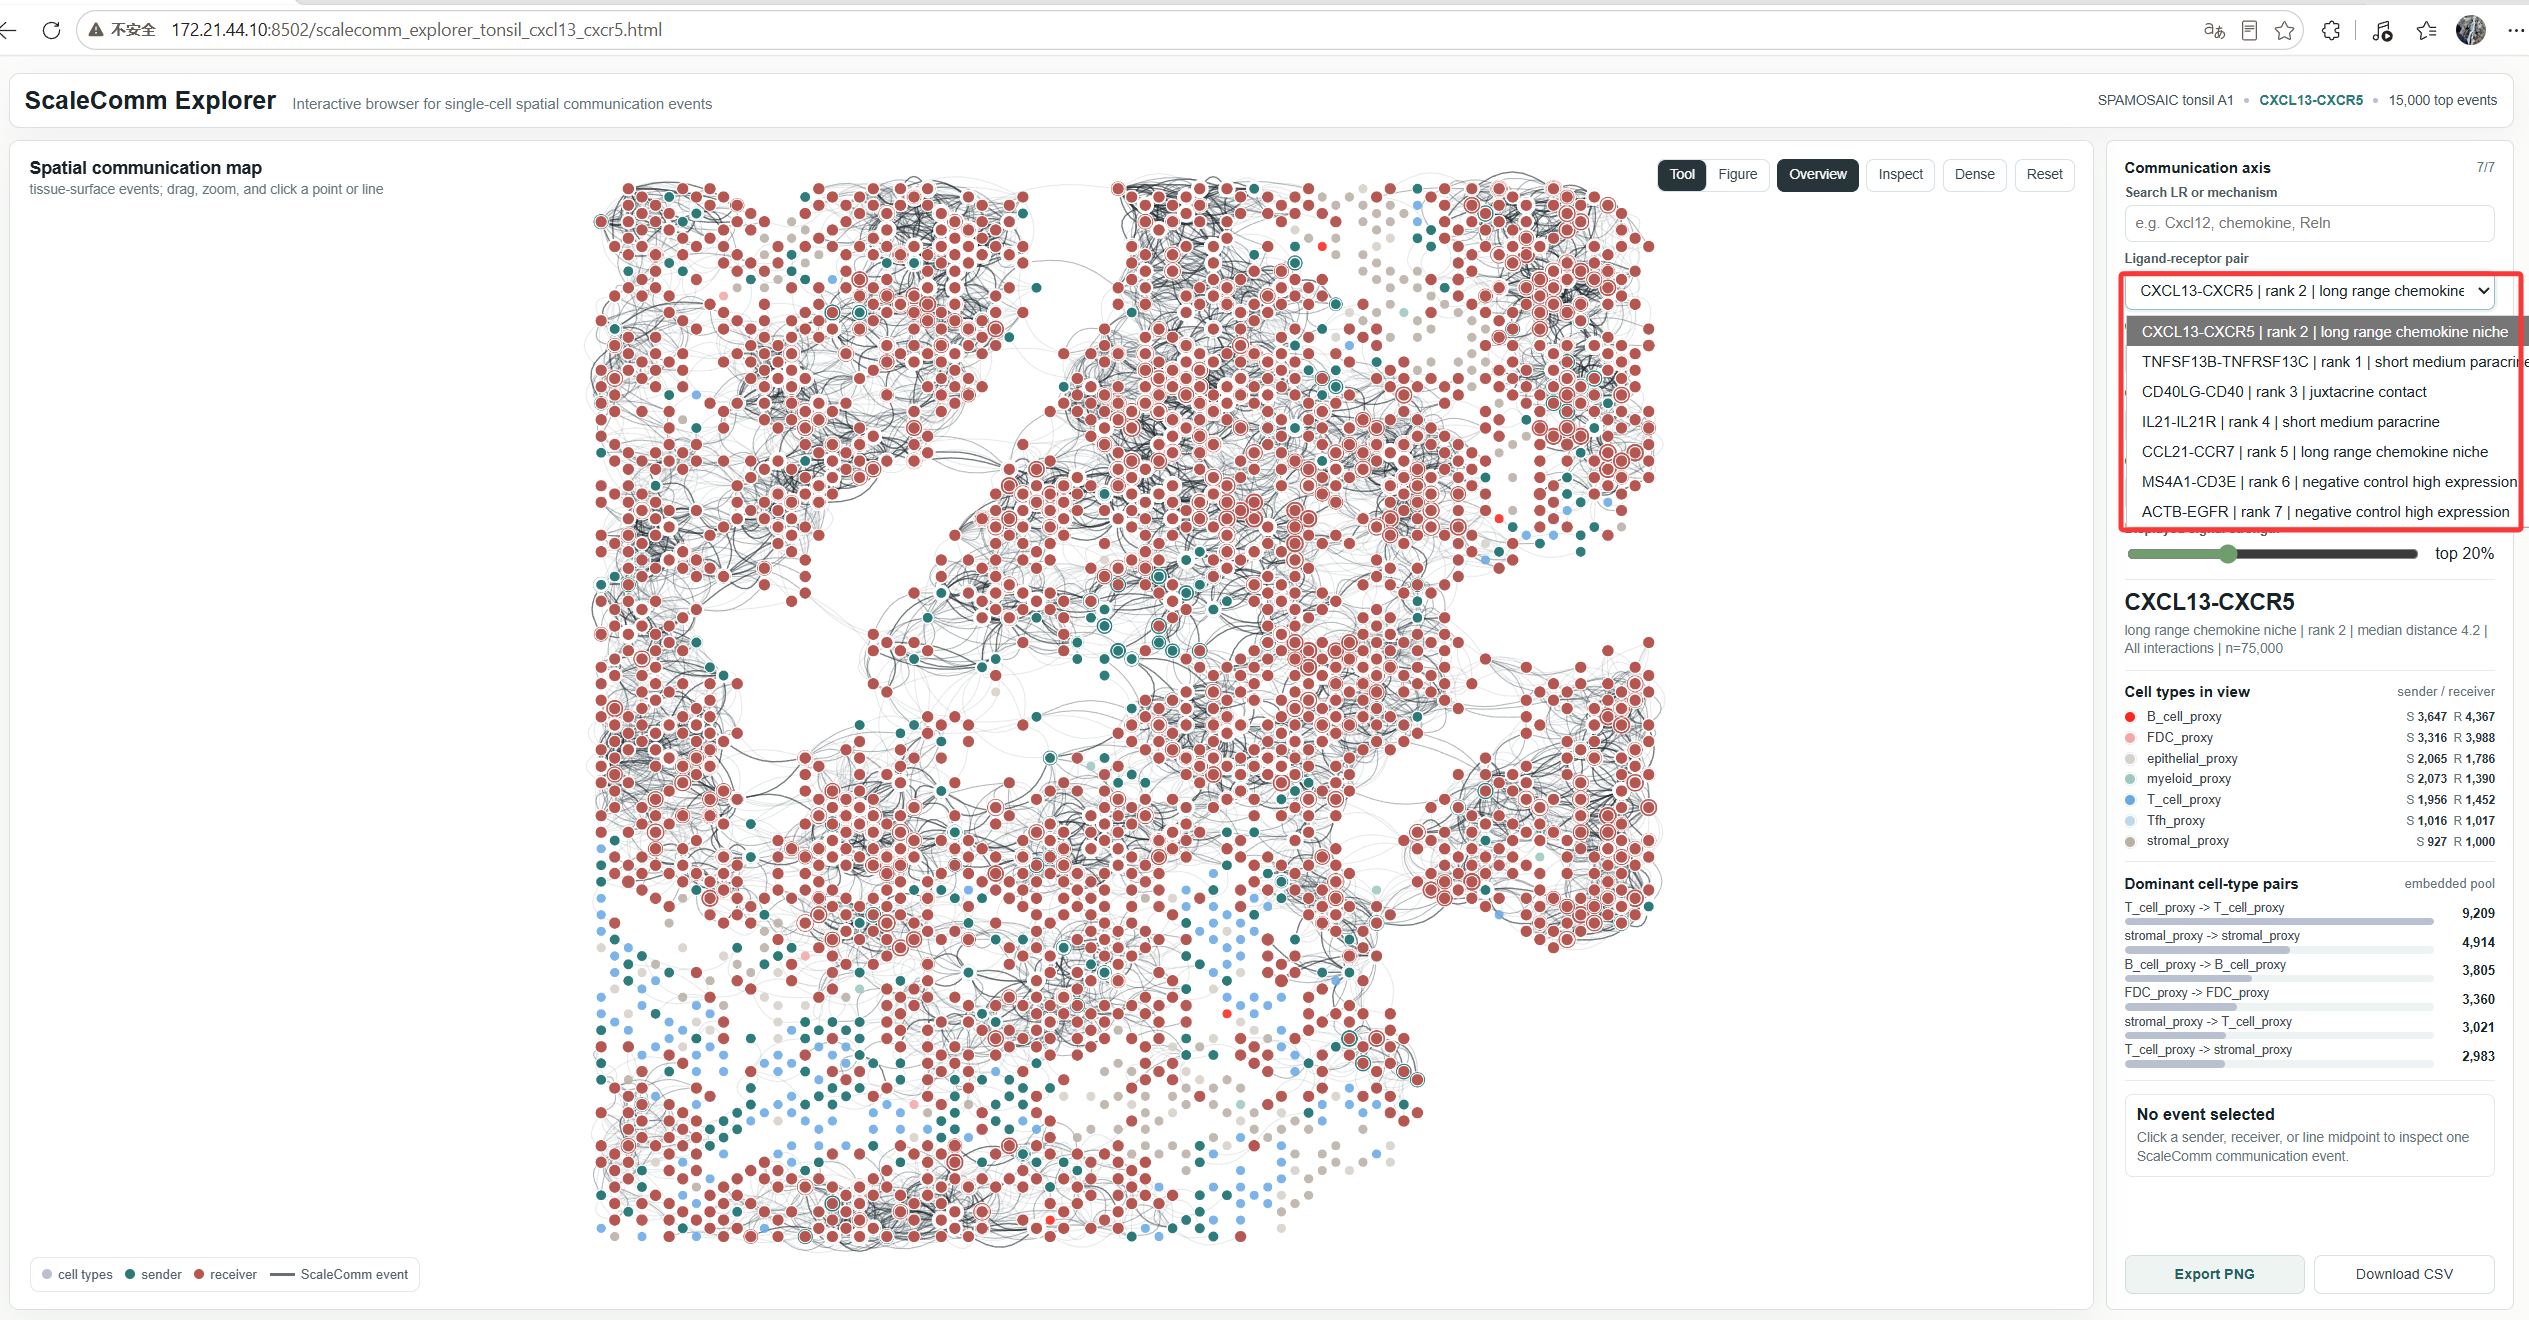 不安全 172.21.44.10:8502/scalecomm_explorer_tonsil_cxcl13_cxcr5.html
ScaleComm Explorer Interactive browser for single-cell spatial communication events
SPAMOSAIC tonsil A1 • CXCL13-CXCR5 • 15,000 top events
Spatial communication map
tissue-surface events; drag, zoom, and click a point or line
Tool Figure Overview Inspect Dense Reset
cell types sender receiver ScaleComm event
Communication axis 7/7
Search LR or mechanism
e.g. Cxcl12, chemokine, Reln
Ligand-receptor pair
CXCL13-CXCR5 | rank 2 | long range chemokine
CXCL13-CXCR5 | rank 2 | long range chemokine niche
TNFSF13B-TNFRSF13C | rank 1 | short medium paracrine
CD40LG-CD40 | rank 3 | juxtacrine contact
IL21-IL21R | rank 4 | short medium paracrine
CCL21-CCR7 | rank 5 | long range chemokine niche
MS4A1-CD3E | rank 6 | negative control high expression
ACTB-EGFR | rank 7 | negative control high expression
top 20%
CXCL13-CXCR5
long range chemokine niche | rank 2 | median distance 4.2 |
All interactions | n=75,000
Cell types in view sender / receiver
B_cell_proxy S 3,647 R 4,367
FDC_proxy S 3,316 R 3,988
epithelial_proxy S 2,065 R 1,786
myeloid_proxy S 2,073 R 1,390
T_cell_proxy S 1,956 R 1,452
Tfh_proxy S 1,016 R 1,017
stromal_proxy S 927 R 1,000
Dominant cell-type pairs embedded pool
T_cell_proxy -> T_cell_proxy 9,209
stromal_proxy -> stromal_proxy 4,914
B_cell_proxy -> B_cell_proxy 3,805
FDC_proxy -> FDC_proxy 3,360
stromal_proxy -> T_cell_proxy 3,021
T_cell_proxy -> stromal_proxy 2,983
No event selected
Click a sender, receiver, or line midpoint to inspect one
ScaleComm communication event.
Export PNG Download CSV